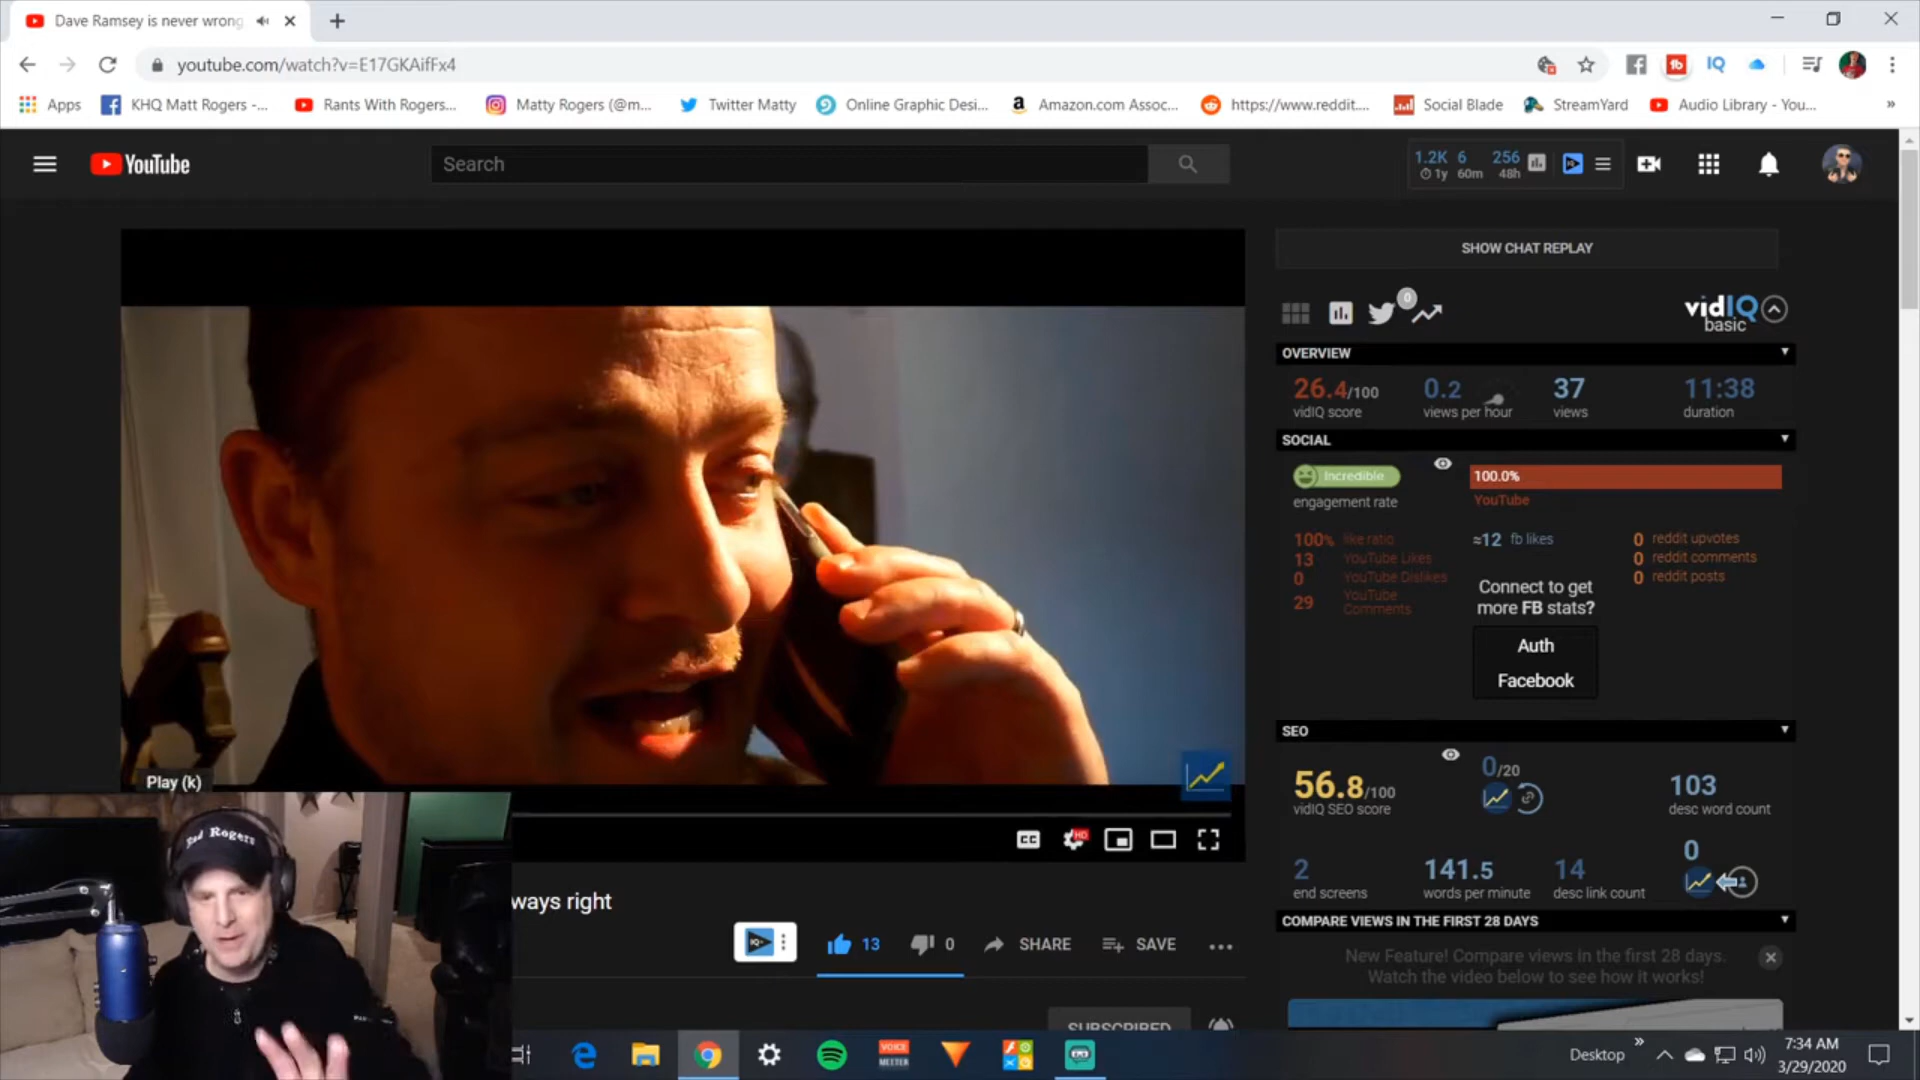 Dave Ramsey is never wrong
youtube.com/watch?v=E17GKAifFx4
Apps
KHQ Matt Rogers -...
Rants With Rogers...
Matty Rogers (@m...
Twitter Matty
Online Graphic Desi...
Amazon.com Assoc...
https://www.reddit....
Social Blade
StreamYard
Audio Library - You...
»
YouTube
Search
1.2K 6 256
1y 60m 48h
SHOW CHAT REPLAY
0
vidIQ
basic
OVERVIEW
26.4/100 0.2 37 11:38
vidIQ score views per hour views duration
SOCIAL
Incredible
engagement rate
100.0%
YouTube
100% like ratio
13 YouTube Likes
0 YouTube Dislikes
29 YouTube
Comments
≈12 fb likes
Connect to get
more FB stats?
Auth
Facebook
0 reddit upvotes
0 reddit comments
0 reddit posts
SEO
56.8/100
vidIQ SEO score
0/20
103
desc word count
2
end screens
141.5
words per minute
14
desc link count
0
COMPARE VIEWS IN THE FIRST 28 DAYS
New Feature! Compare views in the first 28 days.
Watch the video below to see how it works!
Play (k)
CC
HD
Rogers
ways right
IQ
13
0
SHARE
SAVE
SUBSCRIBED
VOICE
MEETER
Desktop
»
7:34 AM
3/29/2020